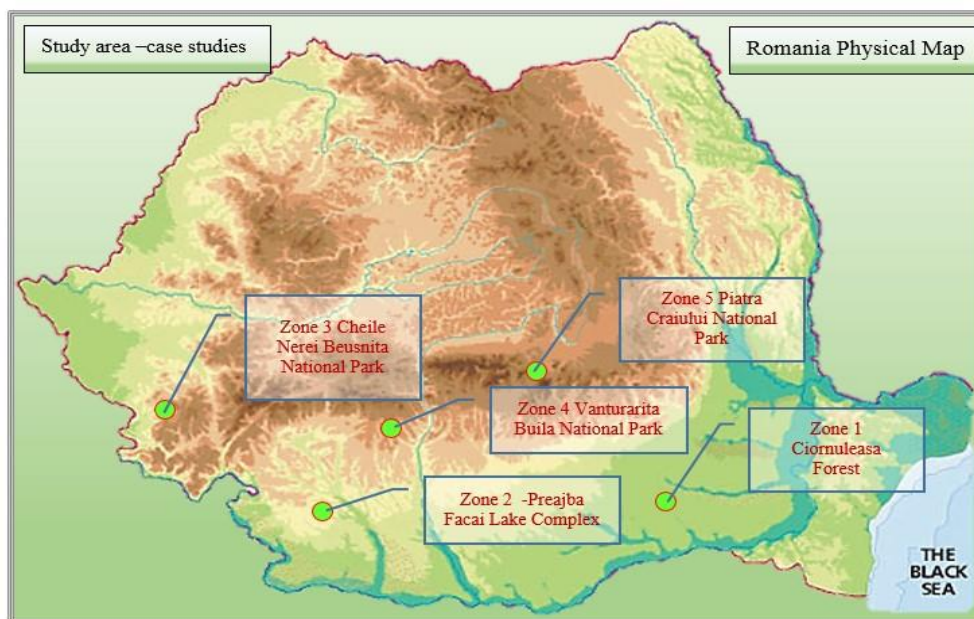 Study area –case studies
Romania Physical Map
Zone 5 Piatra
Craiului National
Park
Zone 3 Cheile
Nerei Beusnita
National Park
Zone 4 Vanturarita
Buila National Park
Zone 1
Ciornuleasa
Forest
Zone 2 -Preajba
Facai Lake Complex
THE
BLACK
SEA